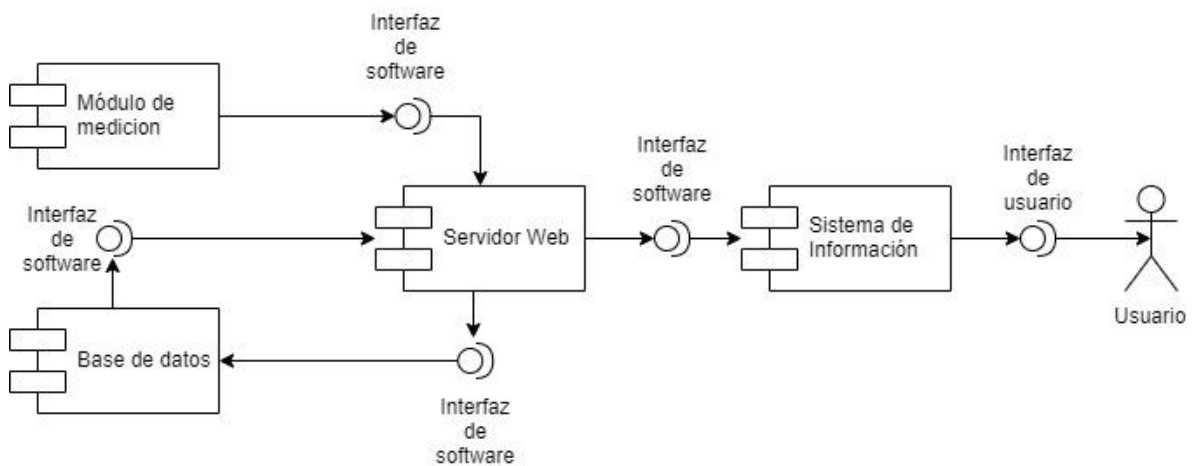 Interfaz
de
software
Módulo de
medicion
Interfaz
de
software
Servidor Web
Interfaz
de
software
Sistema de
Información
Interfaz
de
usuario
Usuario
Base de datos
Interfaz
de
software